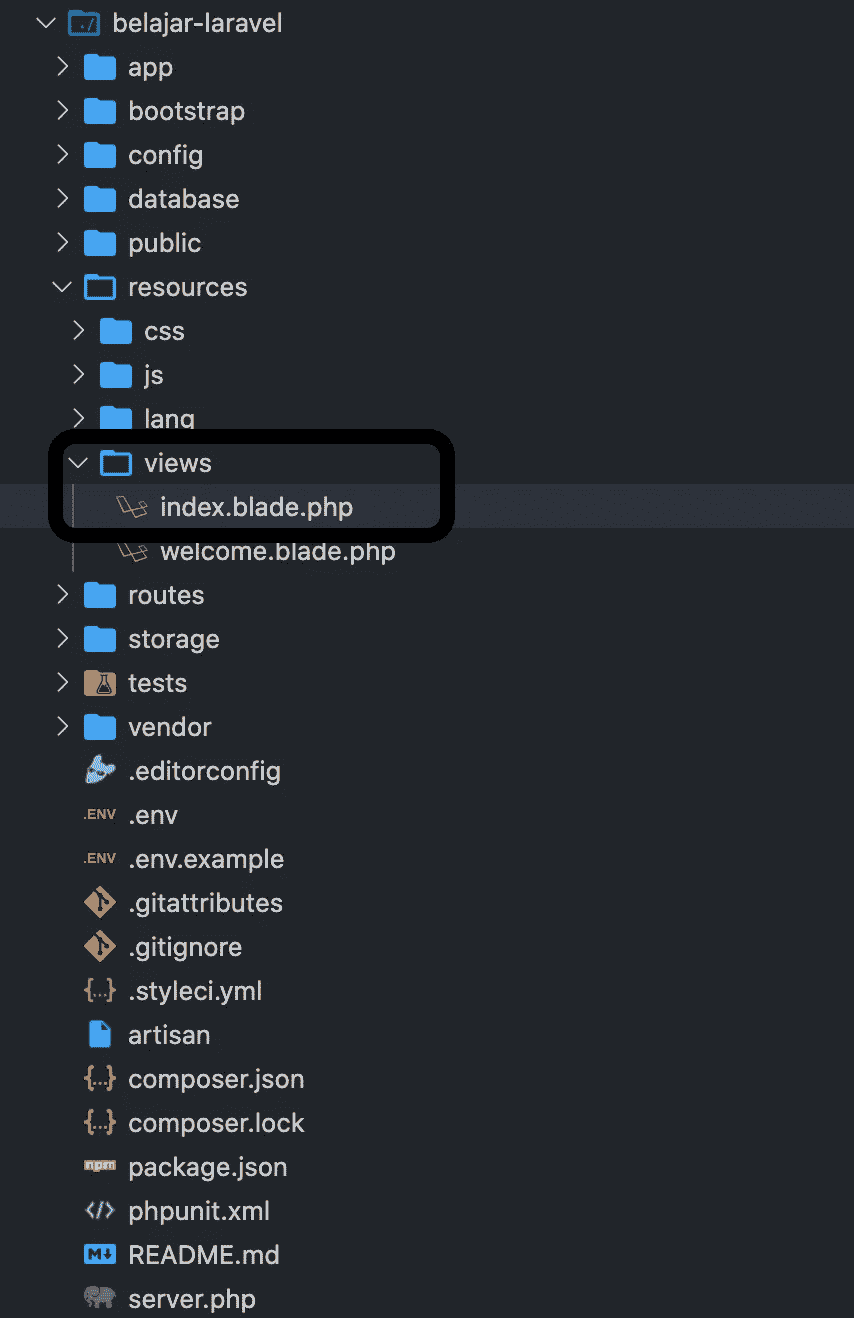 belajar-laravel
app
bootstrap
config
database
public
resources
css
js
lang
views
index.blade.php
welcome.blade.php
routes
storage
tests
vendor
.editorconfig
.ENV .env
.ENV .env.example
.gitattributes
.gitignore
{...} .styleci.yml
artisan
{...} composer.json
{...} composer.lock
npm package.json
</> phpunit.xml
M↓ README.md
server.php